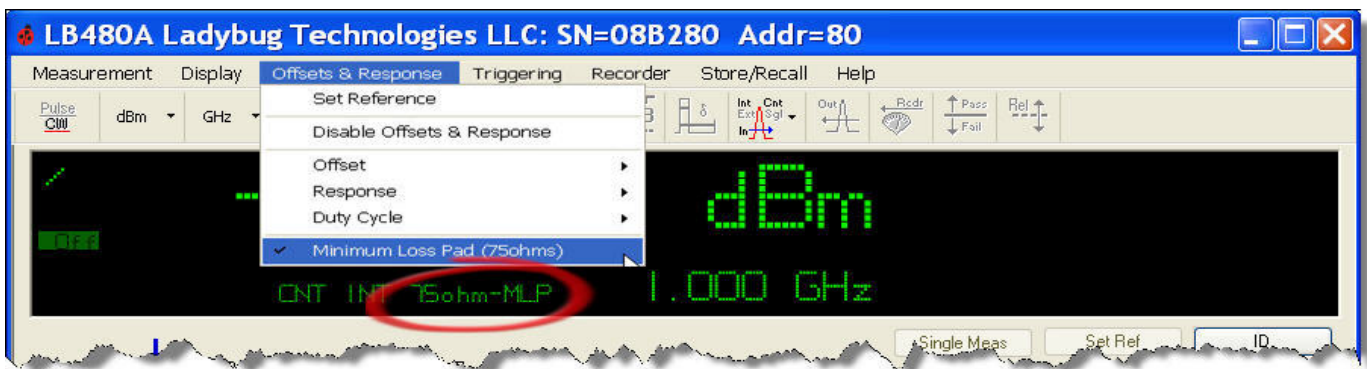 LB480A Ladybug Technologies LLC: SN=08B280 Addr=80
Measurement Display Offsets & Response Triggering Recorder Store/Recall Help
Pulse
CW
dBm
GHz
Int Cnt
Ext Sgl
In
Out
Rcdr
Pass
Fail
Rel
Set Reference
Disable Offsets & Response
Offset
Response
Duty Cycle
Minimum Loss Pad (75ohms)
dBm
Off
CNT INT 75ohm-MLP
1.000 GHz
Single Meas
Set Ref
ID